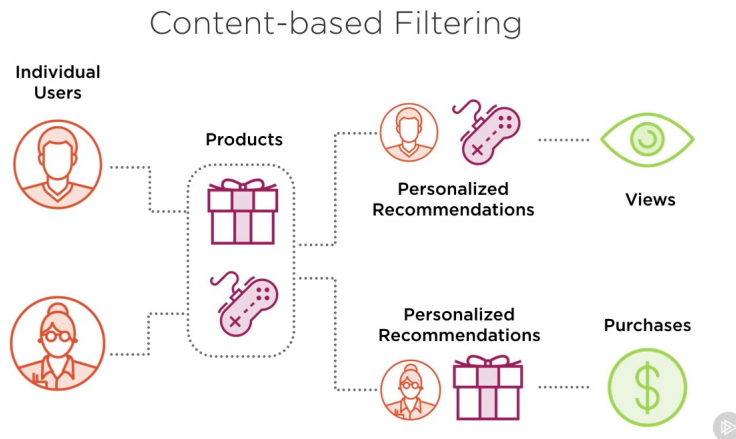 Content-based Filtering
Individual
Users
Products
Personalized
Recommendations
Views
Personalized
Recommendations
Purchases
$